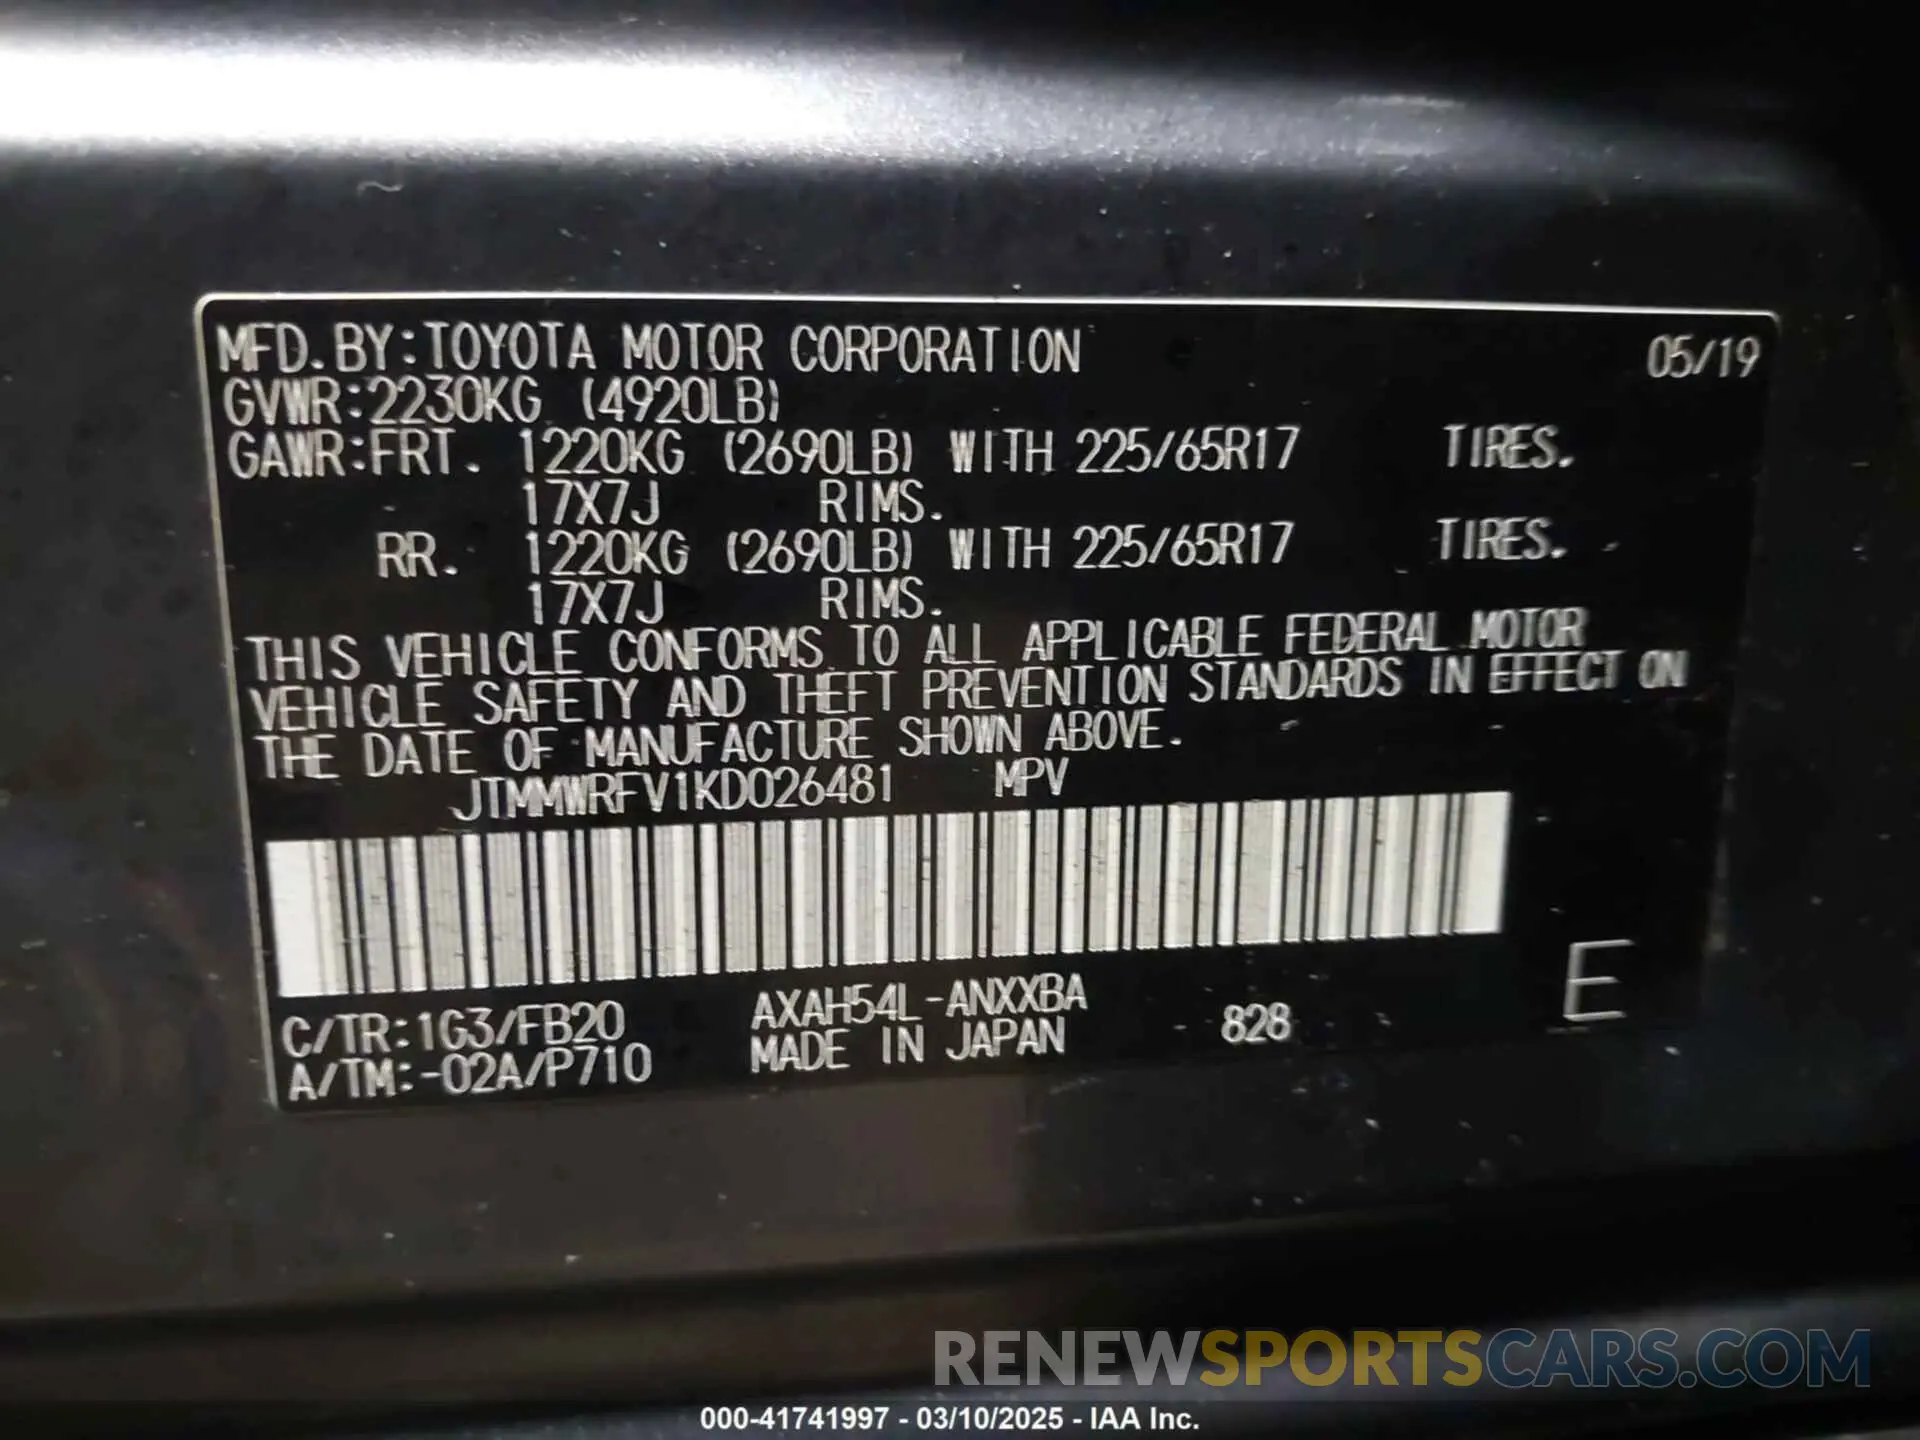 MFD.BY:TOYOTA MOTOR CORPORATION 05/19
GVWR:2230KG (4920LB)
GAWR:FRT. 1220KG (2690LB) WITH 225/65R17 TIRES.
17X7J RIMS.
RR. 1220KG (2690LB) WITH 225/65R17 TIRES.
17X7J RIMS.
THIS VEHICLE CONFORMS TO ALL APPLICABLE FEDERAL MOTOR
VEHICLE SAFETY AND THEFT PREVENTION STANDARDS IN EFFECT ON
THE DATE OF MANUFACTURE SHOWN ABOVE.
JTMMWRFV1KD026481 MPV
E
C/TR:1G3/FB20 AXAH54L-ANXXBA
A/TM:-02A/P710 MADE IN JAPAN 828
RENEWSPORTSCARS.COM
000-41741997 - 03/10/2025 - IAA Inc.